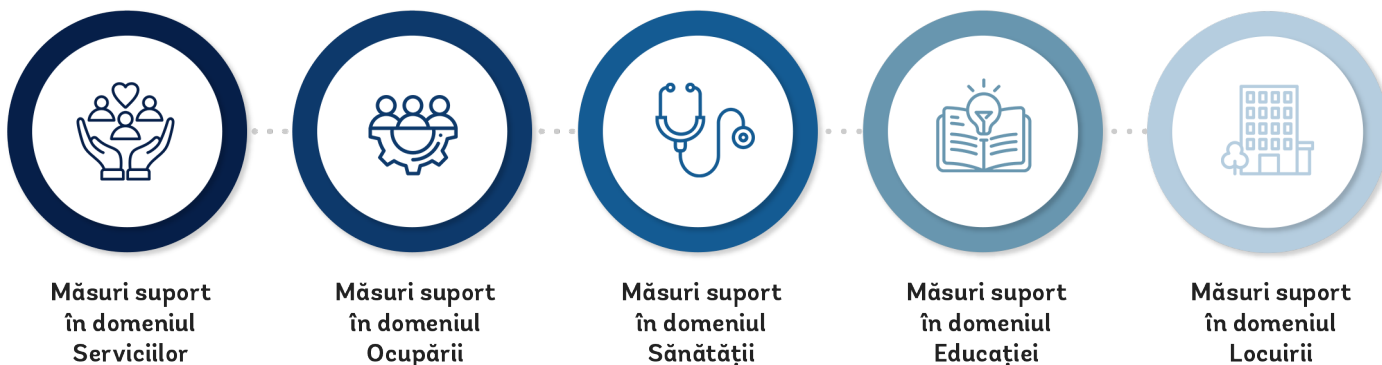 Măsuri suport
în domeniul
Serviciilor
Măsuri suport
în domeniul
Ocupării
Măsuri suport
în domeniul
Sănătății
Măsuri suport
în domeniul
Educației
Măsuri suport
în domeniul
Locuirii